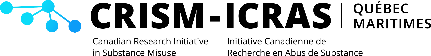 CRISM-ICRAS
QUÉBEC
MARITIMES
Canadian Research Initiative
in Substance Misuse
Initiative Canadienne de
Recherche en Abus de Substance